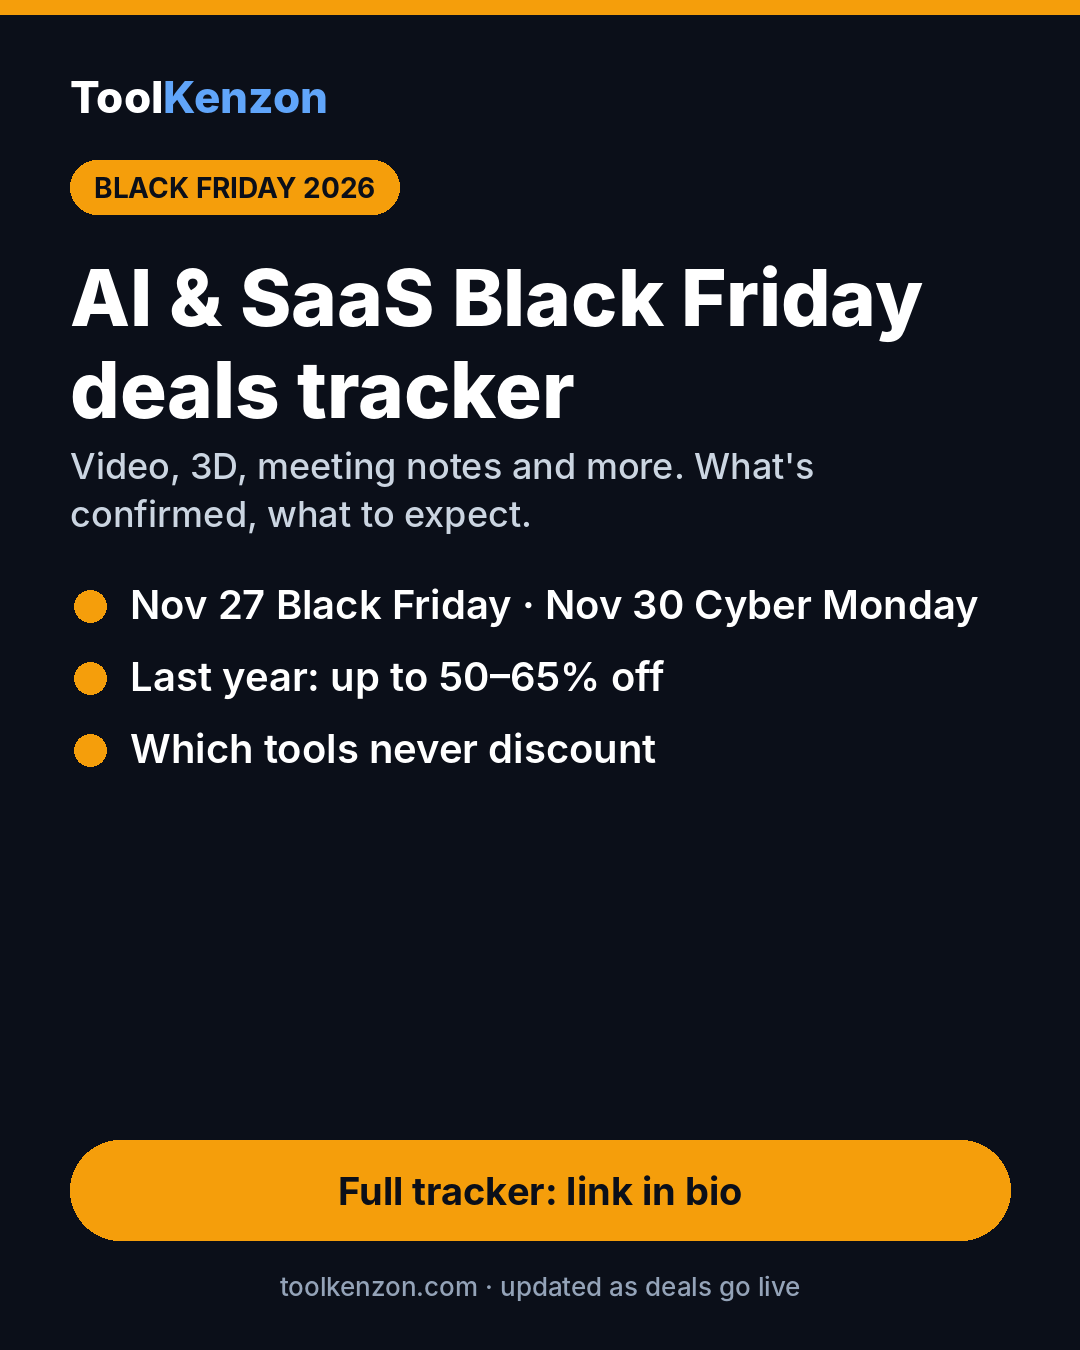 ToolKenzon
BLACK FRIDAY 2026
AI & SaaS Black Friday
deals tracker
Video, 3D, meeting notes and more. What's
confirmed, what to expect.
Nov 27 Black Friday · Nov 30 Cyber Monday
Last year: up to 50–65% off
Which tools never discount
Full tracker: link in bio
toolkenzon.com · updated as deals go live